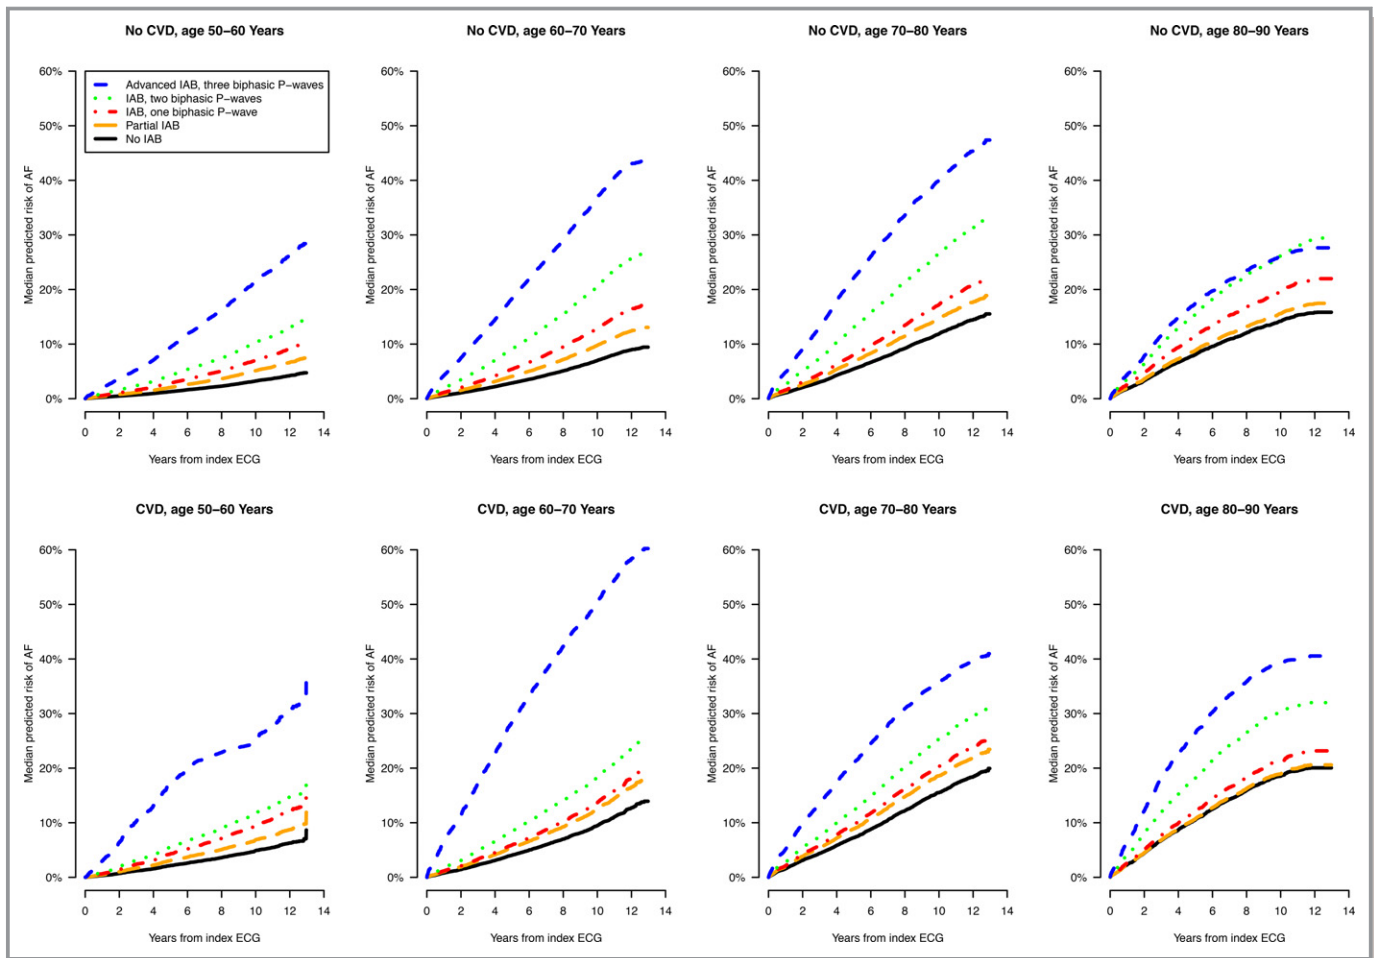 No CVD, age 50–60 Years
No CVD, age 60–70 Years
No CVD, age 70–80 Years
No CVD, age 80–90 Years
60%
50%
40%
30%
20%
10%
0%
Median predicted risk of AF
Advanced IAB, three biphasic P–waves
IAB, two biphasic P–waves
IAB, one biphasic P–wave
Partial IAB
No IAB
0 2 4 6 8 10 12 14
Years from index ECG
60%
50%
40%
30%
20%
10%
0%
Median predicted risk of AF
0 2 4 6 8 10 12 14
Years from index ECG
60%
50%
40%
30%
20%
10%
0%
Median predicted risk of AF
0 2 4 6 8 10 12 14
Years from index ECG
60%
50%
40%
30%
20%
10%
0%
Median predicted risk of AF
0 2 4 6 8 10 12 14
Years from index ECG
CVD, age 50–60 Years
CVD, age 60–70 Years
CVD, age 70–80 Years
CVD, age 80–90 Years
60%
50%
40%
30%
20%
10%
0%
Median predicted risk of AF
0 2 4 6 8 10 12 14
Years from index ECG
60%
50%
40%
30%
20%
10%
0%
Median predicted risk of AF
0 2 4 6 8 10 12 14
Years from index ECG
60%
50%
40%
30%
20%
10%
0%
Median predicted risk of AF
0 2 4 6 8 10 12 14
Years from index ECG
60%
50%
40%
30%
20%
10%
0%
Median predicted risk of AF
0 2 4 6 8 10 12 14
Years from index ECG